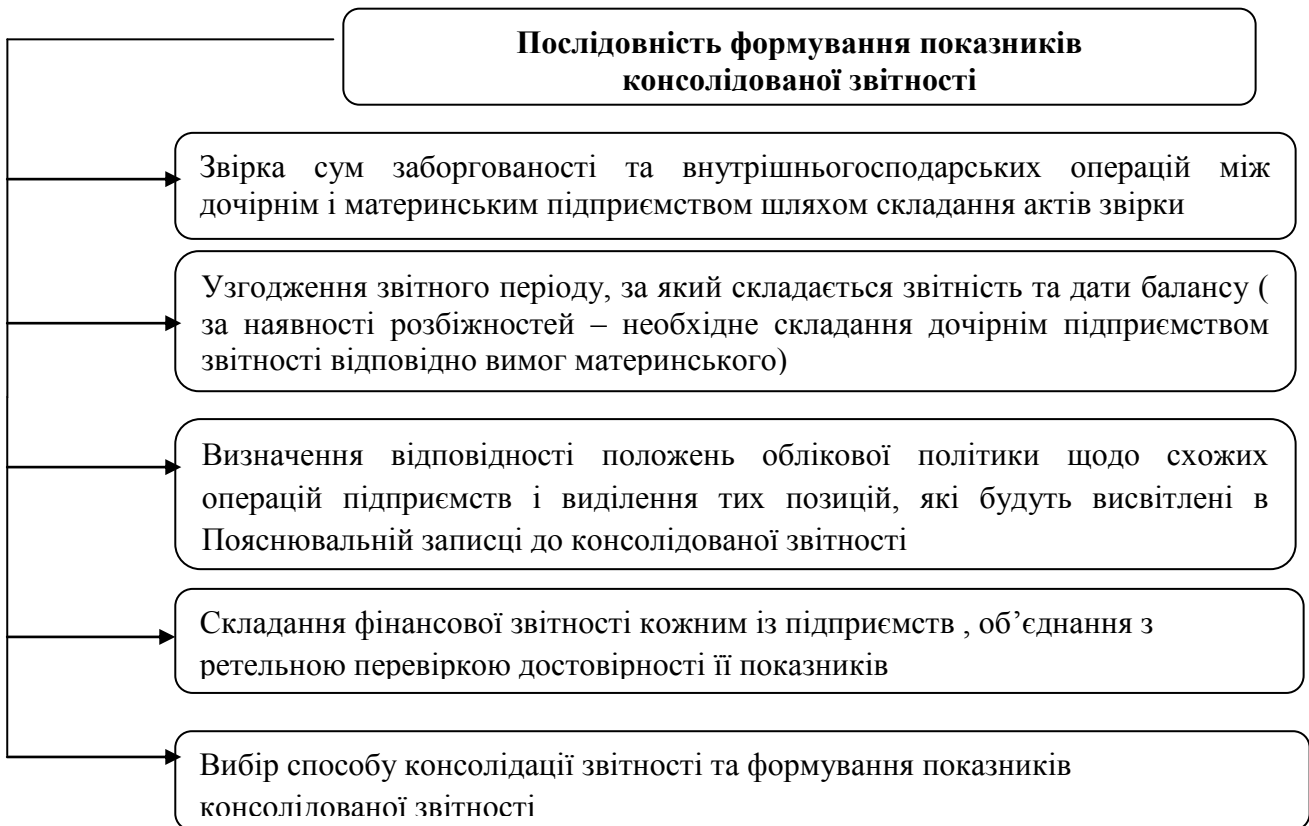 Послідовність формування показників
консолідованої звітності
Звірка сум заборгованості та внутрішньогосподарських операцій між
дочірнім і материнським підприємством шляхом складання актів звірки
Узгодження звітного періоду, за який складається звітність та дати балансу (
за наявності розбіжностей – необхідне складання дочірнім підприємством
звітності відповідно вимог материнського)
Визначення відповідності положень облікової політики щодо схожих
операцій підприємств і виділення тих позицій, які будуть висвітлені в
Пояснювальній записці до консолідованої звітності
Складання фінансової звітності кожним із підприємств , об’єднання з
ретельною перевіркою достовірності її показників
Вибір способу консолідації звітності та формування показників
консолідованої звітності